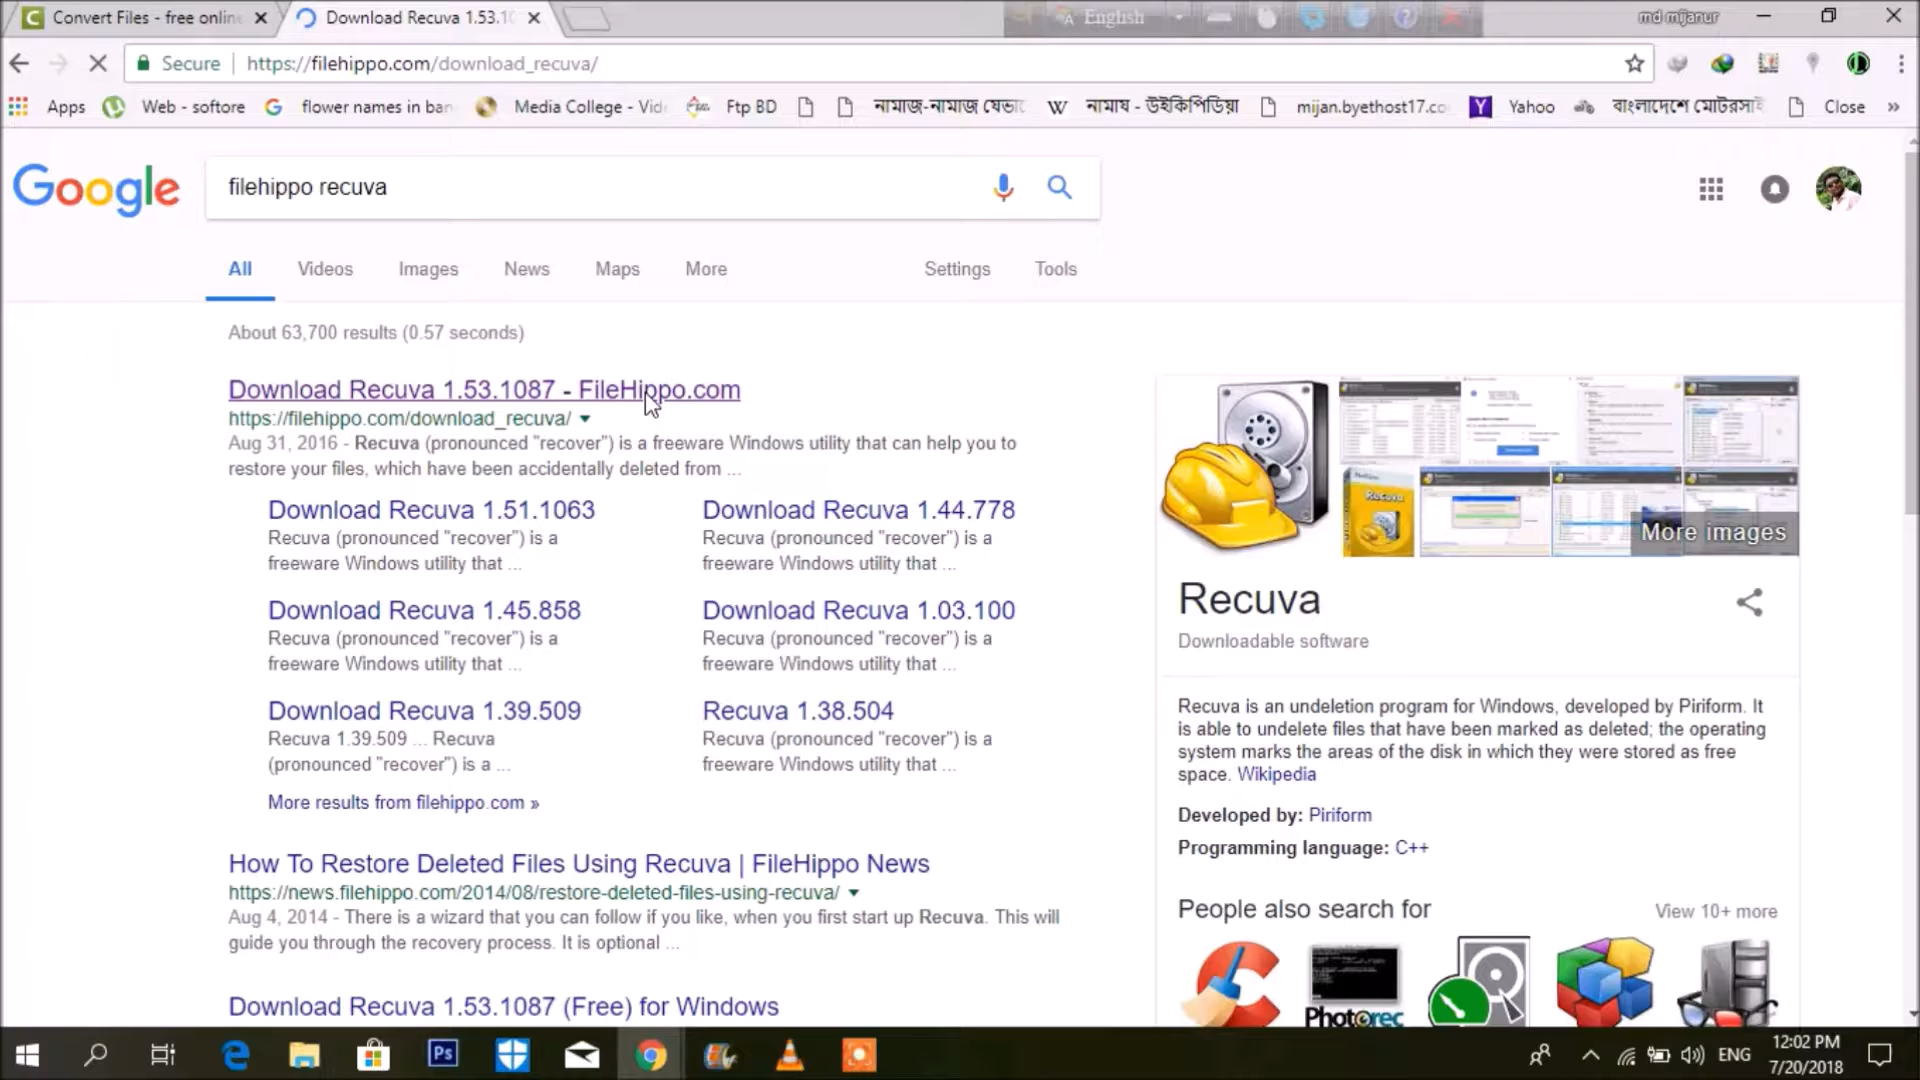 Convert Files - free online
Download Recuva 1.53.10
English
md mijanur
Secure
https://filehippo.com/download_recuva/
Apps
Web - softore
flower names in ban
Media College - Vid
Ftp BD
নামাজ-নামাজ যেভা
নামায - উইকিপিডিয়া
mijan.byethost17.co
Yahoo
বাংলাদেশে মোটরসাই
Close
»
Google
filehippo recuva
All
Videos
Images
News
Maps
More
Settings
Tools
About 63,700 results (0.57 seconds)
Download Recuva 1.53.1087 - FileHippo.com
https://filehippo.com/download_recuva/
Aug 31, 2016 - Recuva (pronounced "recover") is a freeware Windows utility that can help you to
restore your files, which have been accidentally deleted from ...
Download Recuva 1.51.1063
Recuva (pronounced "recover") is a
freeware Windows utility that ...
Download Recuva 1.44.778
Recuva (pronounced "recover") is a
freeware Windows utility that ...
Download Recuva 1.45.858
Recuva (pronounced "recover") is a
freeware Windows utility that ...
Download Recuva 1.03.100
Recuva (pronounced "recover") is a
freeware Windows utility that ...
Download Recuva 1.39.509
Recuva 1.39.509 ... Recuva
(pronounced "recover") is a ...
Recuva 1.38.504
Recuva (pronounced "recover") is a
freeware Windows utility that ...
More results from filehippo.com »
How To Restore Deleted Files Using Recuva | FileHippo News
https://news.filehippo.com/2014/08/restore-deleted-files-using-recuva/
Aug 4, 2014 - There is a wizard that you can follow if you like, when you first start up Recuva. This will
guide you through the recovery process. It is optional ...
Download Recuva 1.53.1087 (Free) for Windows
Recuva
More images
Recuva
Downloadable software
Recuva is an undeletion program for Windows, developed by Piriform. It
is able to undelete files that have been marked as deleted; the operating
system marks the areas of the disk in which they were stored as free
space. Wikipedia
Developed by: Piriform
Programming language: C++
People also search for
View 10+ more
Photorec
Ps
ENG
12:02 PM
7/20/2018